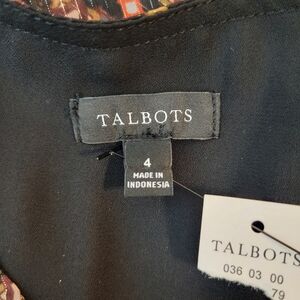 TALBOTS
4
MADE IN
INDONESIA
TALBOTS
036 03 00
79